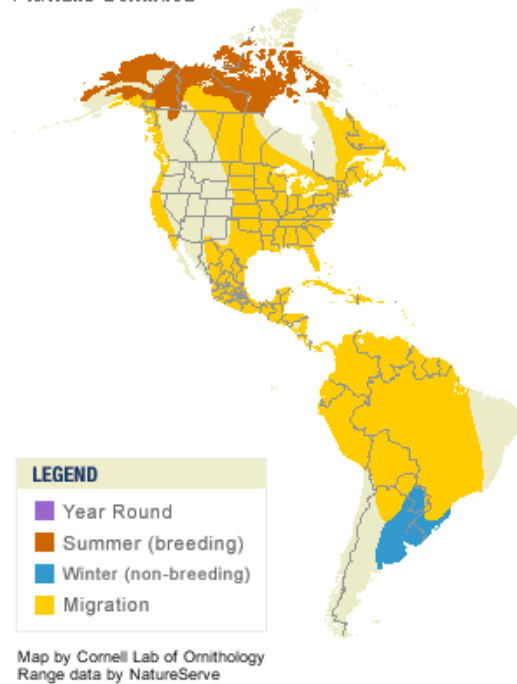 LEGEND
Year Round
Summer (breeding)
Winter (non-breeding)
Migration
Map by Cornell Lab of Ornithology
Range data by NatureServe